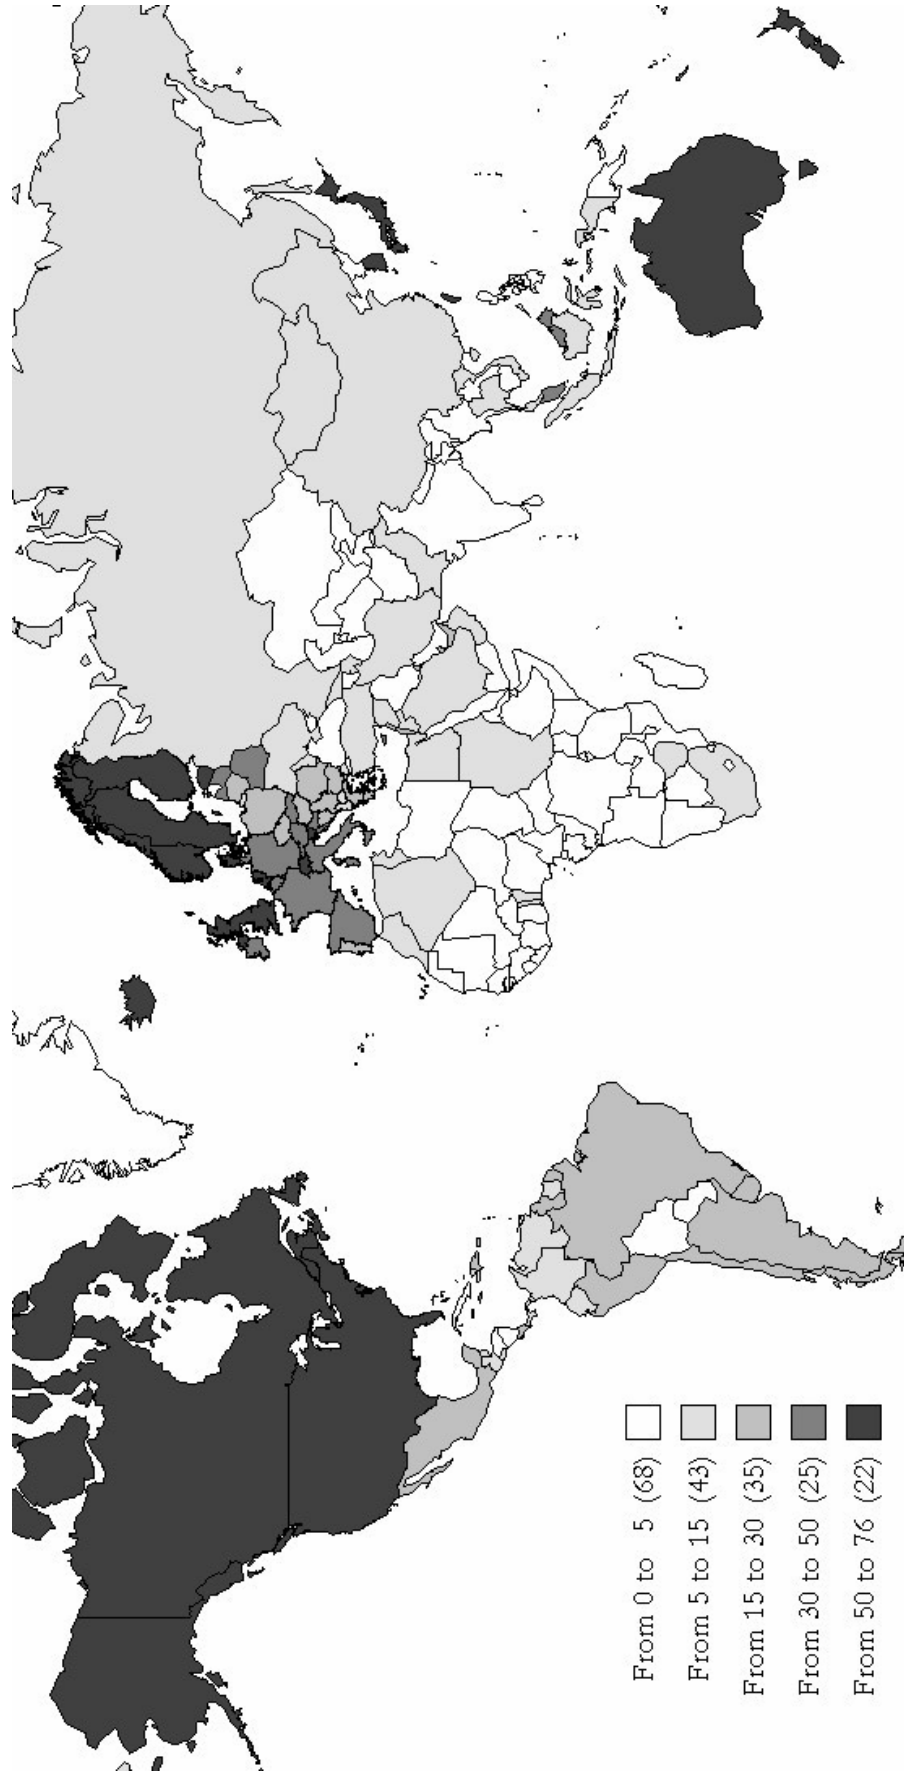 From 0 to 5 (68)
From 5 to 15 (43)
From 15 to 30 (35)
From 30 to 50 (25)
From 50 to 76 (22)